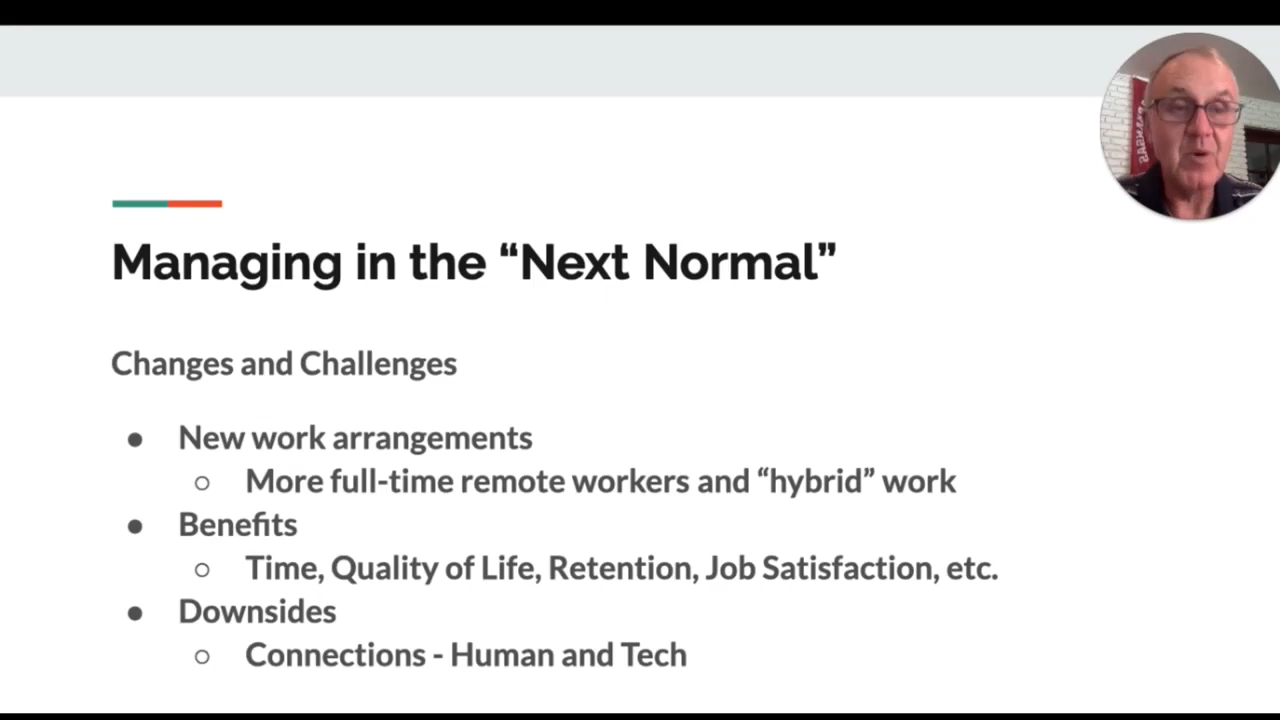 Managing in the “Next Normal”
Changes and Challenges
● New work arrangements
○ More full-time remote workers and “hybrid” work
● Benefits
○ Time, Quality of Life, Retention, Job Satisfaction, etc.
● Downsides
○ Connections - Human and Tech
ARKANSAS